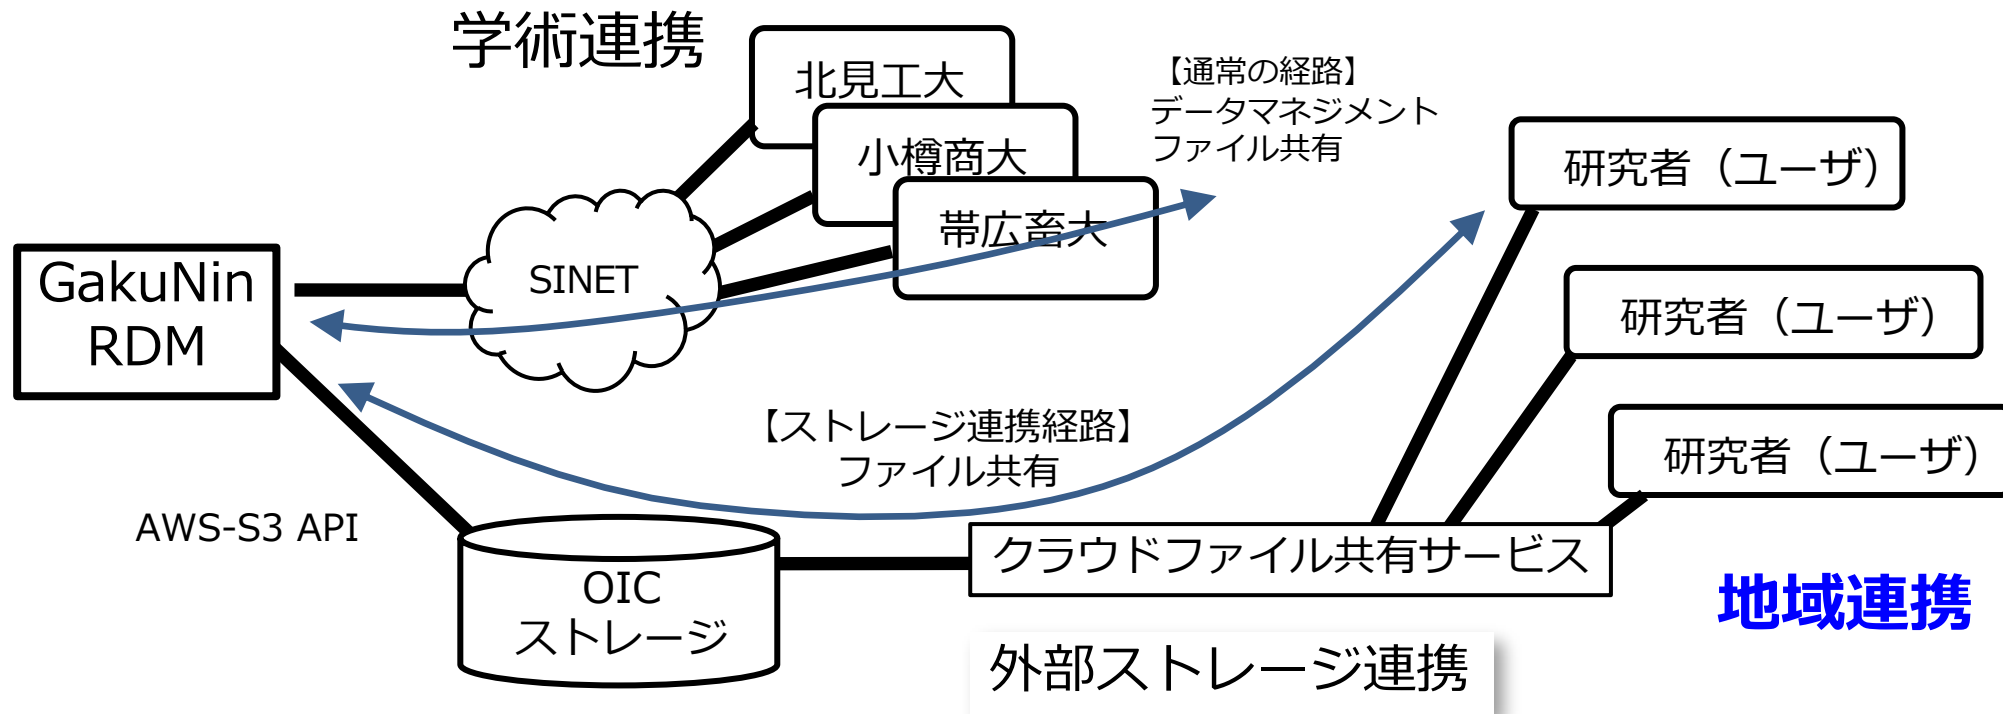 学術連携
北見工大
小樽商大
帯広畜大
【通常の経路】
データマネジメント
ファイル共有
研究者（ユーザ）
研究者（ユーザ）
研究者（ユーザ）
GakuNin
RDM
SINET
【ストレージ連携経路】
ファイル共有
AWS-S3 API
OIC
ストレージ
クラウドファイル共有サービス
地域連携
外部ストレージ連携